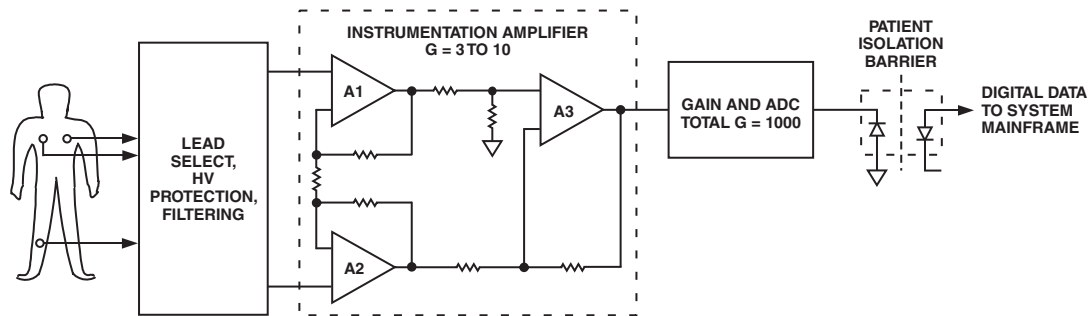 INSTRUMENTATION AMPLIFIER
G = 3 TO 10
A1
A2
A3
LEAD
SELECT,
HV
PROTECTION,
FILTERING
GAIN AND ADC
TOTAL G = 1000
PATIENT
ISOLATION
BARRIER
DIGITAL DATA
TO SYSTEM
MAINFRAME